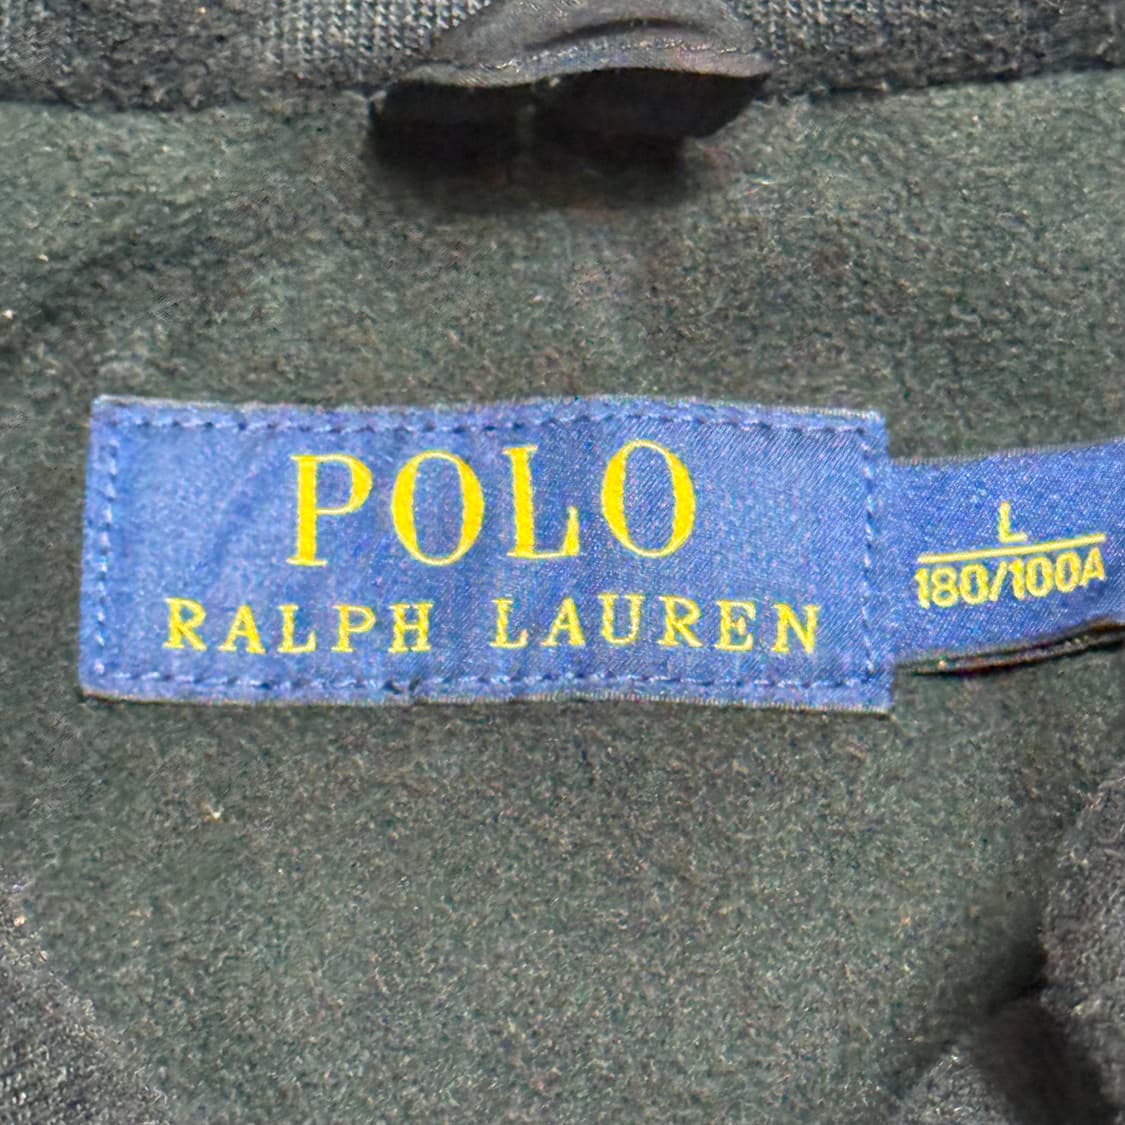 POLO
RALPH LAUREN
L
180/100A